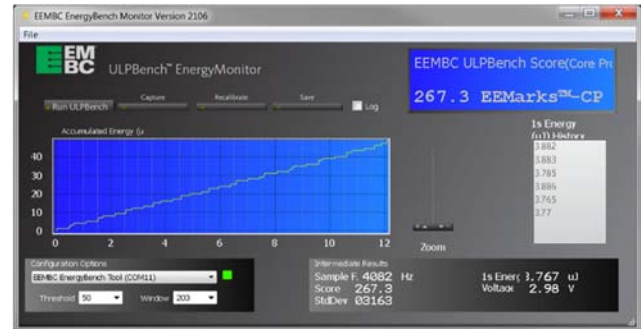 EEMBC EnergyBench Monitor Version 2106
File
EM
BC
ULPBench™ EnergyMonitor
EEMBC ULPBench Score(Core Pr
267.3 EEMarks™-CP
Run ULPBench
Capture
Recalibrate
Save
Log
Accumulated Energy (u
40
30
20
10
0
0 2 4 6 8 10 12
Zoom
1s Energy
(uJ) History
3.882
3.883
3.785
3.886
3.765
3.77
Configuration Options
EEMBC EnergyBench Tool (COM11)
Threshold 50 Window 200
Intermediate Results
Sample F. 4082 Hz
Score 267.3
StdDev 03163
1s Energ 3.767 uJ
Voltage 2.98 V